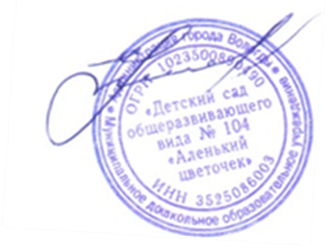 города Вологды
Муниципальное дошкольное образовательное учреждение
ОГРН
«Детский сад
общеразвивающего
вида № 104
«Аленький
цветочек»
ИНН 3525086003